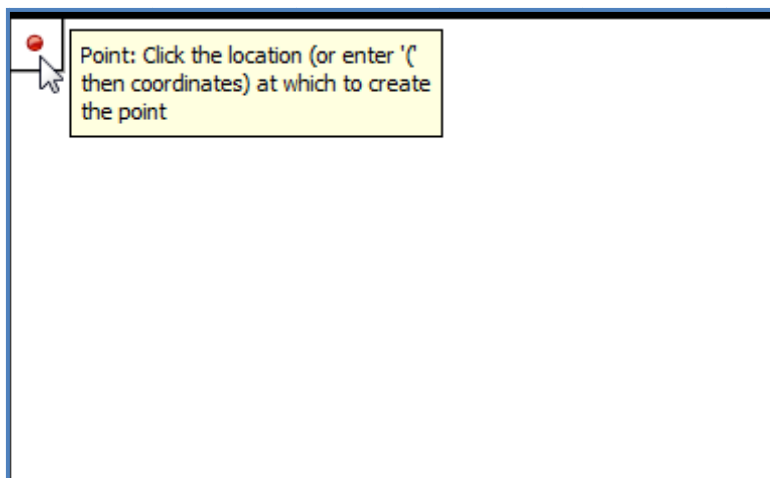 Point: Click the location (or enter '('
then coordinates) at which to create
the point